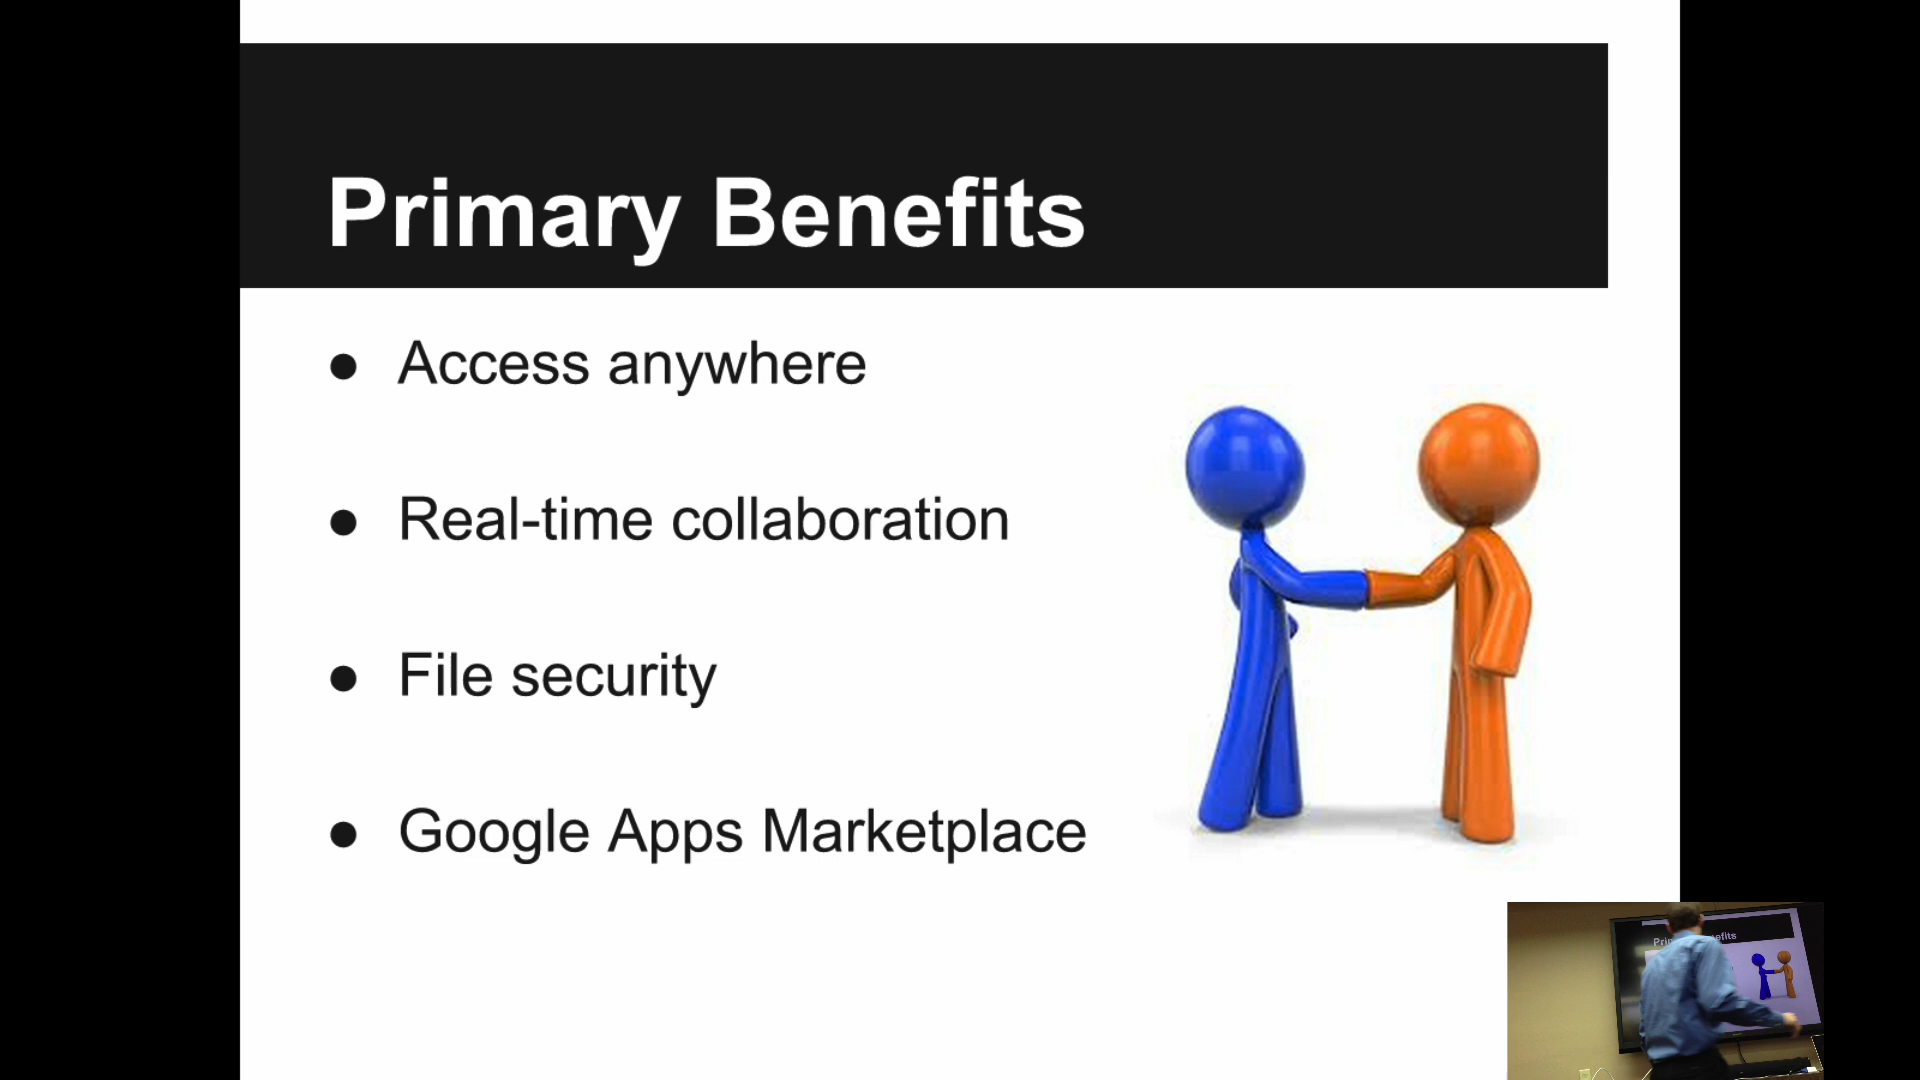 Primary Benefits
● Access anywhere
● Real-time collaboration
● File security
● Google Apps Marketplace